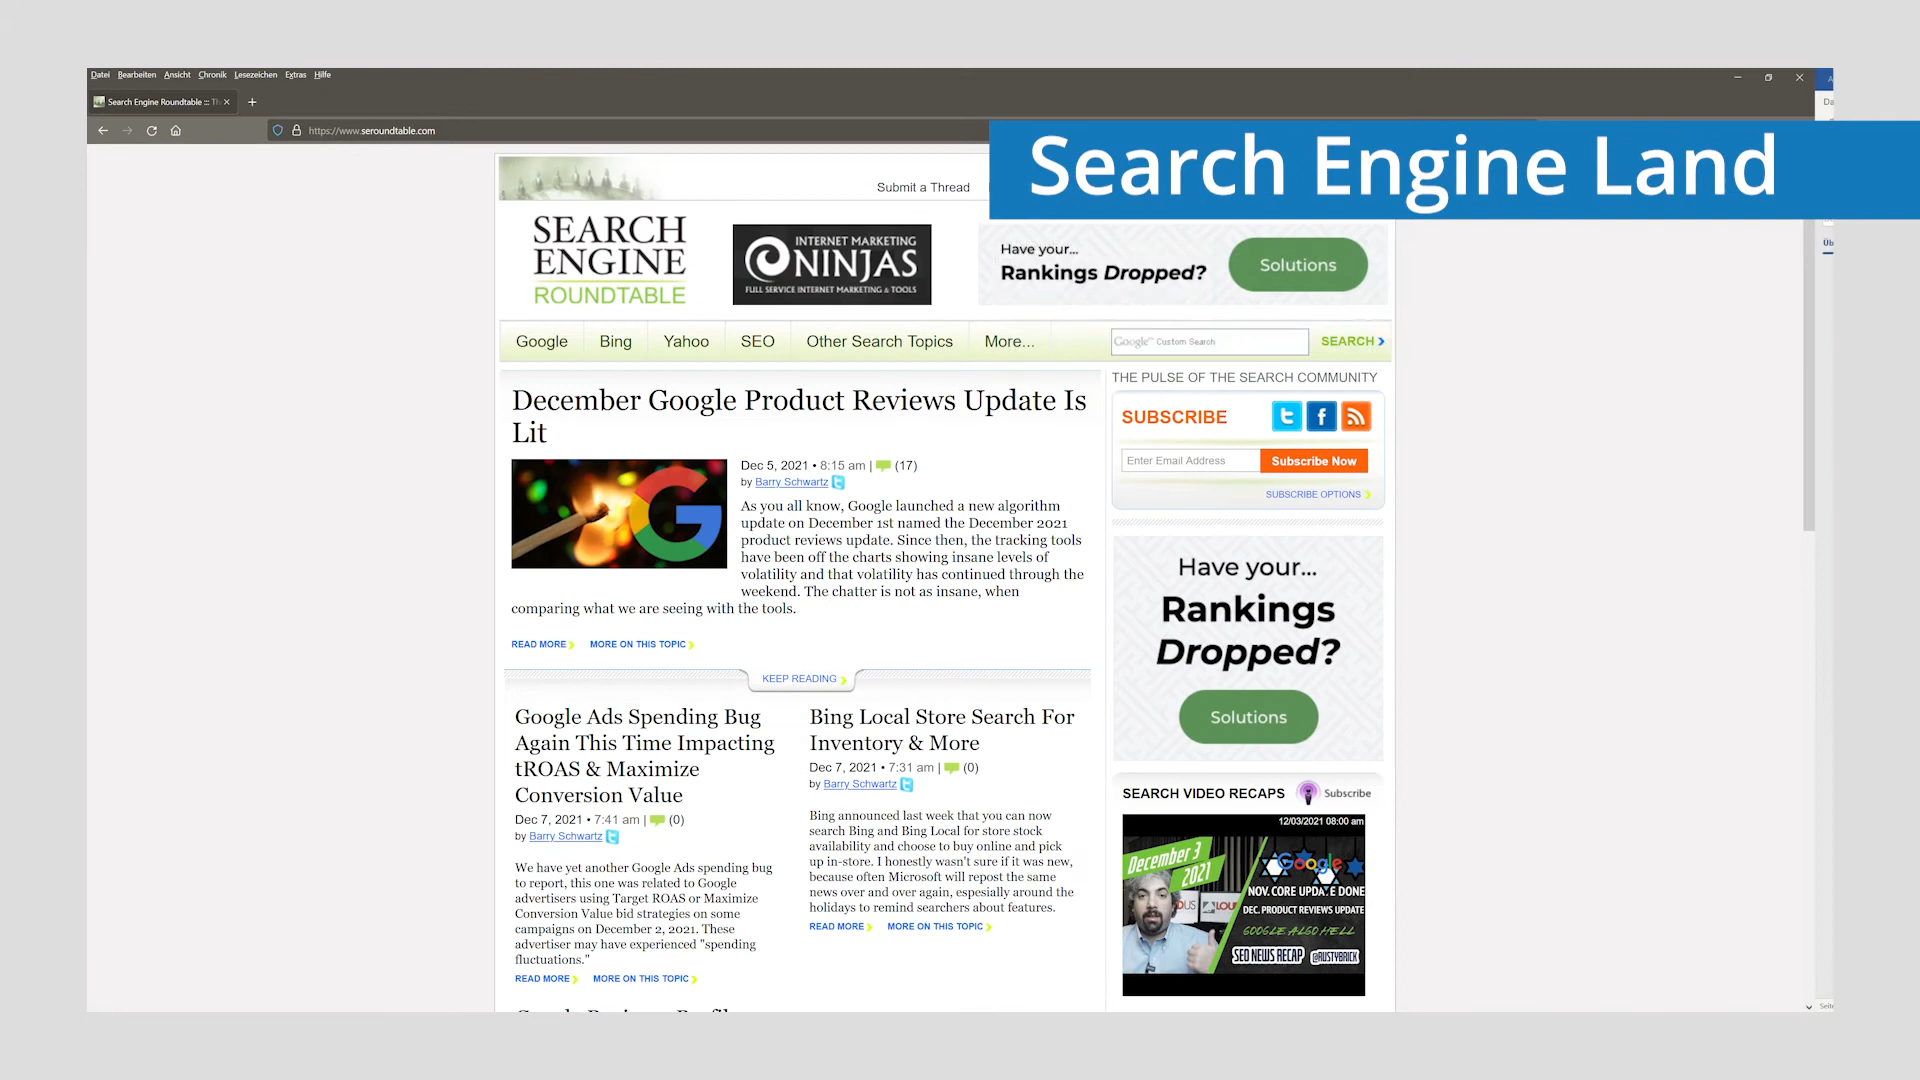 Datei Bearbeiten Ansicht Chronik Lesezeichen Extras Hilfe
Search Engine Roundtable ::: Th
https://www.seroundtable.com
Search Engine Land
Submit a Thread
SEARCH
ENGINE
ROUNDTABLE
INTERNET MARKETING
NINJAS
FULL SERVICE INTERNET MARKETING & TOOLS
Have your...
Rankings Dropped?
Solutions
Google Bing Yahoo SEO Other Search Topics More...
Google™ Custom Search
SEARCH
December Google Product Reviews Update Is
Lit
Dec 5, 2021 • 8:15 am | (17)
by Barry Schwartz
As you all know, Google launched a new algorithm
update on December 1st named the December 2021
product reviews update. Since then, the tracking tools
have been off the charts showing insane levels of
volatility and that volatility has continued through the
weekend. The chatter is not as insane, when
comparing what we are seeing with the tools.
READ MORE MORE ON THIS TOPIC
KEEP READING
Google Ads Spending Bug
Again This Time Impacting
tROAS & Maximize
Conversion Value
Dec 7, 2021 • 7:41 am | (0)
by Barry Schwartz
We have yet another Google Ads spending bug
to report, this one was related to Google
advertisers using Target ROAS or Maximize
Conversion Value bid strategies on some
campaigns on December 2, 2021. These
advertiser may have experienced "spending
fluctuations."
READ MORE MORE ON THIS TOPIC
Bing Local Store Search For
Inventory & More
Dec 7, 2021 • 7:31 am | (0)
by Barry Schwartz
Bing announced last week that you can now
search Bing and Bing Local for store stock
availability and choose to buy online and pick
up in-store. I honestly wasn't sure if it was new,
because often Microsoft will repost the same
news over and over again, espesially around the
holidays to remind searchers about features.
READ MORE MORE ON THIS TOPIC
THE PULSE OF THE SEARCH COMMUNITY
SUBSCRIBE
Enter Email Address
Subscribe Now
SUBSCRIBE OPTIONS
Have your...
Rankings
Dropped?
Solutions
SEARCH VIDEO RECAPS
Subscribe
12/03/2021 08:00 am
December 3
2021
Google
NOV. CORE UPDATE DONE
DEC. PRODUCT REVIEWS UPDATE
GOOGLE ALGO HELL
SEO NEWS RECAP @RUSTYBRICK